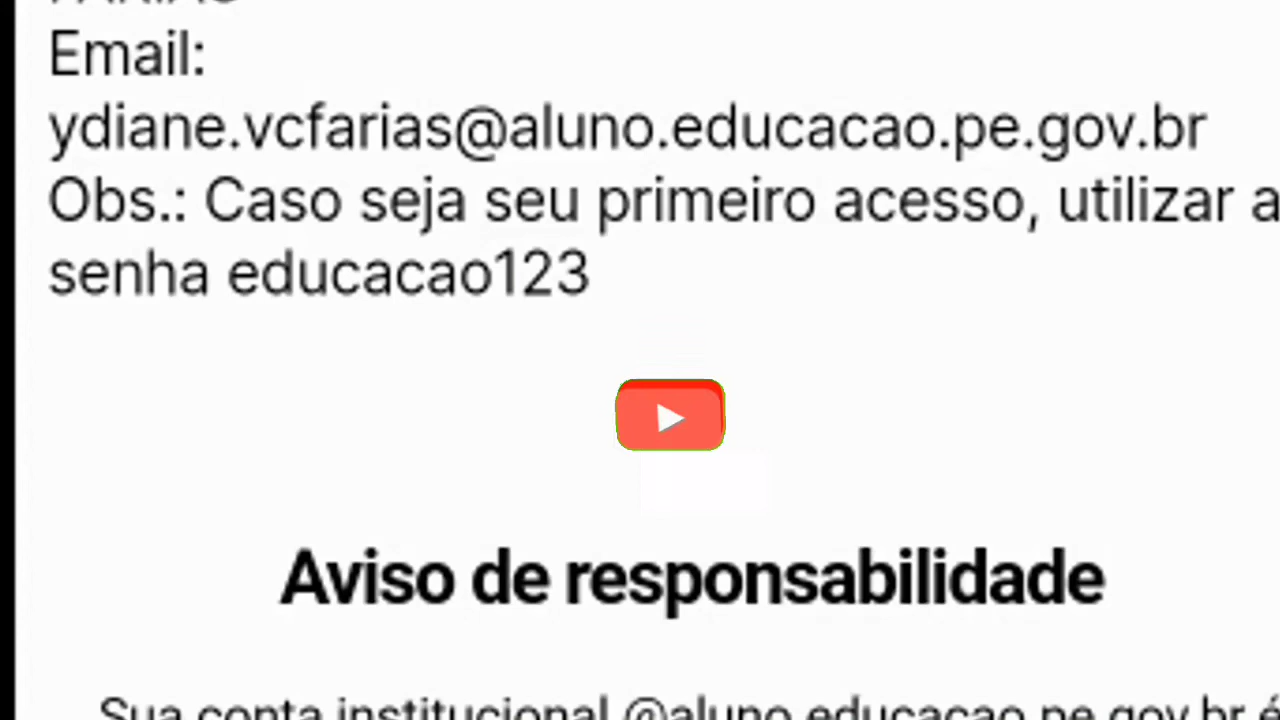 FARIAS
Email:
ydiane.vcfarias@aluno.educacao.pe.gov.br
Obs.: Caso seja seu primeiro acesso, utilizar a
senha educacao123
Aviso de responsabilidade
Sua conta institucional @aluno.educacao.pe.gov.br é